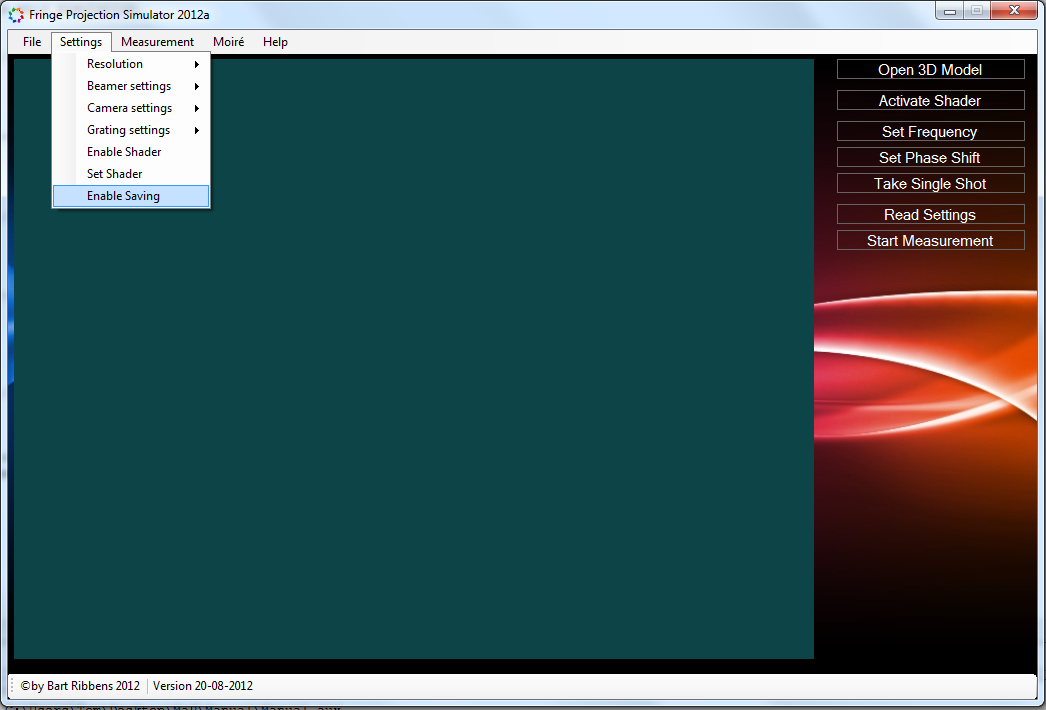 Fringe Projection Simulator 2012a
File Settings Measurement Moiré Help
Resolution
Beamer settings
Camera settings
Grating settings
Enable Shader
Set Shader
Enable Saving
Open 3D Model
Activate Shader
Set Frequency
Set Phase Shift
Take Single Shot
Read Settings
Start Measurement
©by Bart Ribbens 2012 Version 20-08-2012